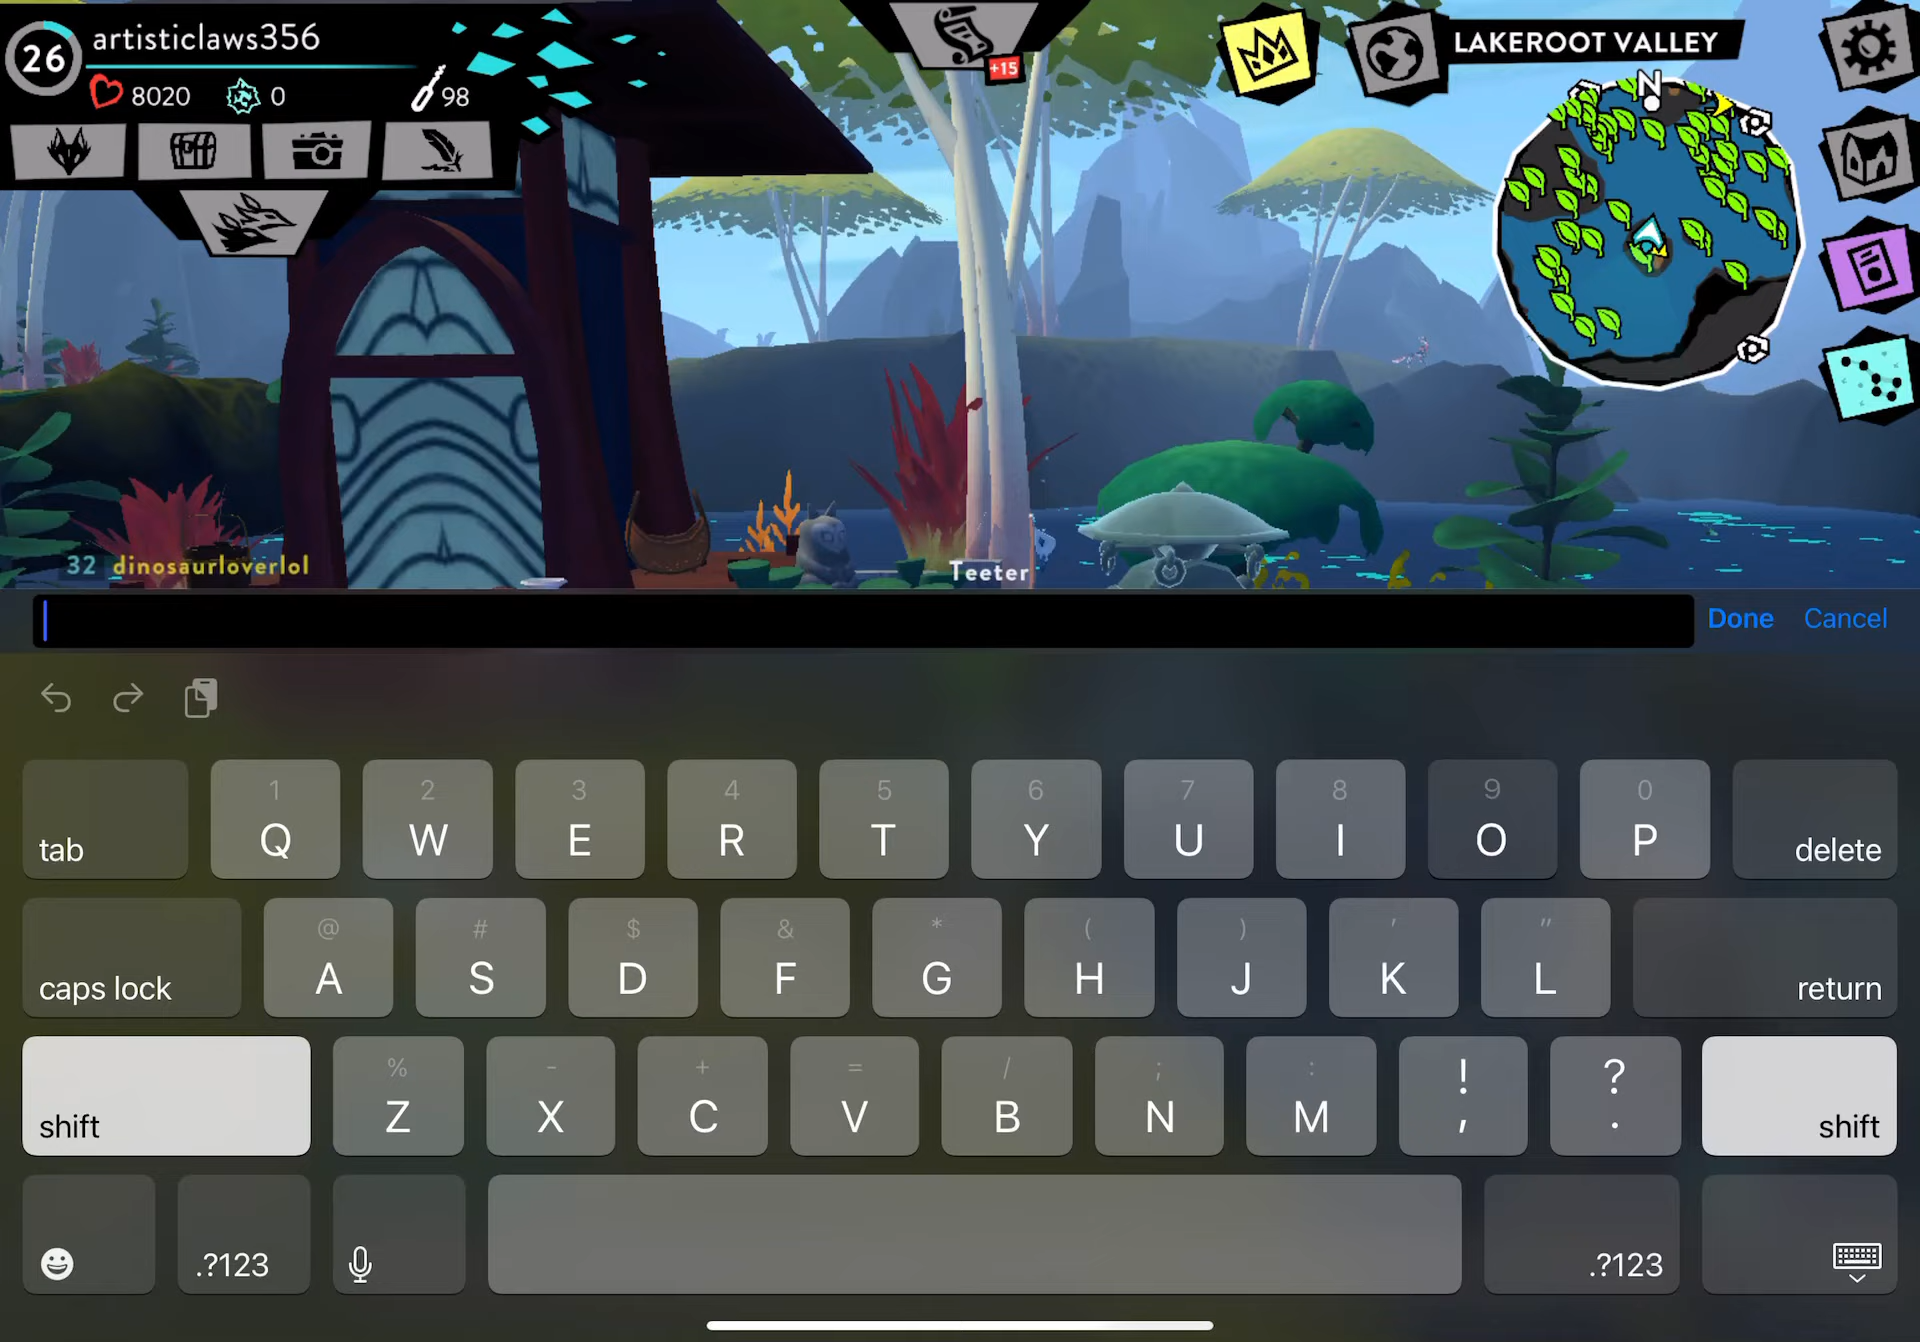 26 artisticlaws356
8020 0 98
+15
LAKEROOT VALLEY
N
32 dinosaurloverlol
Teeter
Done Cancel
1 2 3 4 5 6 7 8 9 0
tab Q W E R T Y U I O P delete
@ # $ & * ( ) ' "
caps lock A S D F G H J K L return
% - + = / ; : ! ?
shift Z X C V B N M , . shift
.?123 .?123